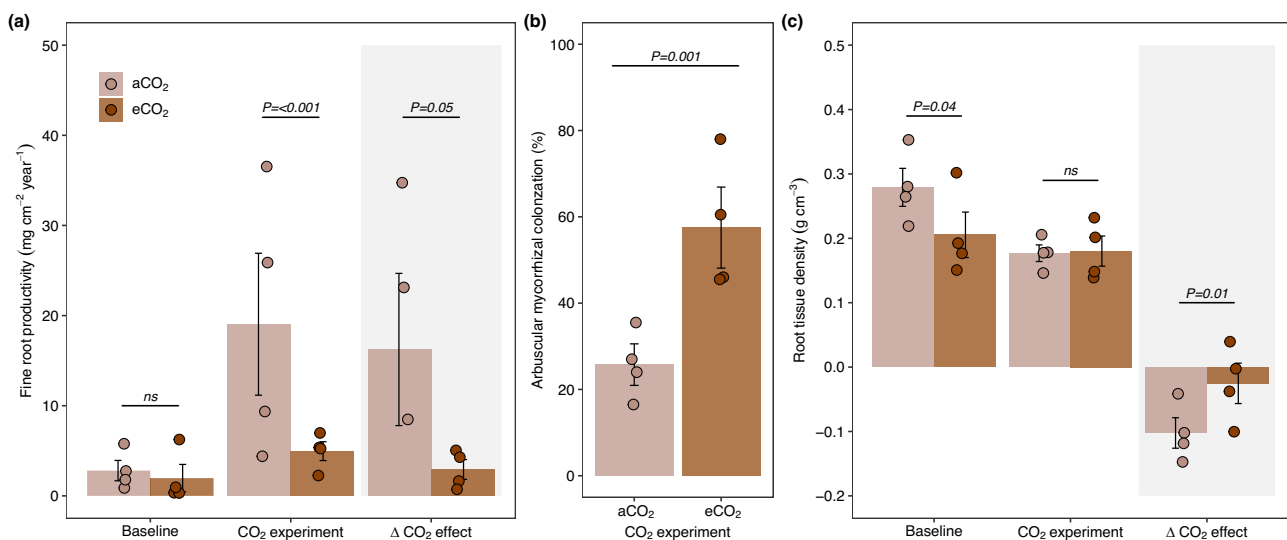 (a)
Fine root productivity (mg cm⁻² year⁻¹)
50
40
30
20
10
0
aCO₂
eCO₂
ns
P=<0.001
P=0.05
Baseline
CO₂ experiment
Δ CO₂ effect
(b)
Arbuscular mycorrhizal colonzation (%)
100
80
60
40
20
0
P=0.001
aCO₂
eCO₂
CO₂ experiment
(c)
Root tissue density (g cm⁻³)
0.5
0.4
0.3
0.2
0.1
0.0
−0.1
−0.2
P=0.04
ns
P=0.01
Baseline
CO₂ experiment
Δ CO₂ effect